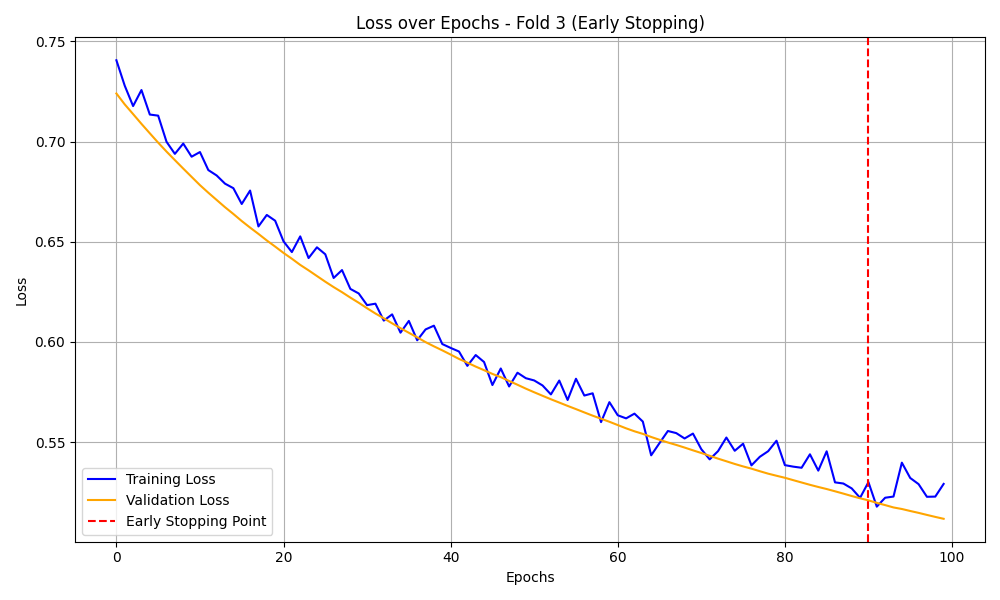 Loss over Epochs - Fold 3 (Early Stopping)
0.75
0.70
0.65
0.60
0.55
Loss
Training Loss
Validation Loss
Early Stopping Point
0 20 40 60 80 100
Epochs